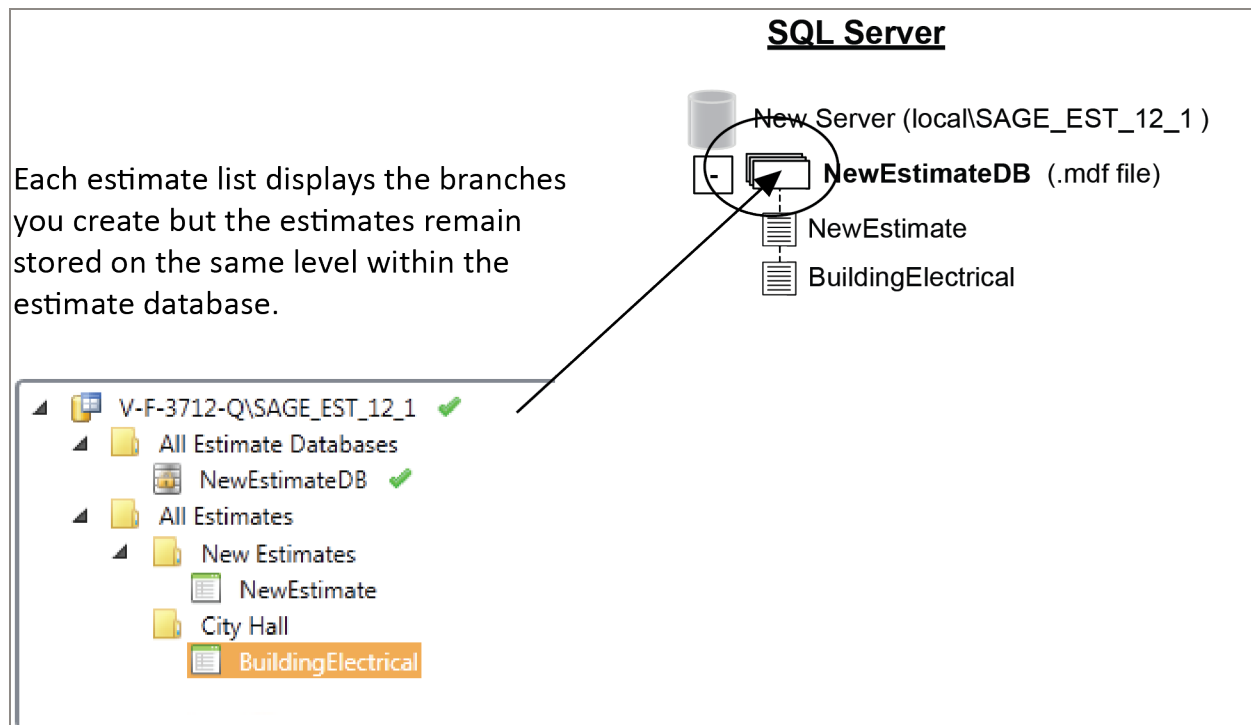 SQL Server
New Server (local\SAGE_EST_12_1 )
- NewEstimateDB (.mdf file)
NewEstimate
BuildingElectrical
Each estimate list displays the branches
you create but the estimates remain
stored on the same level within the
estimate database.
V-F-3712-Q\SAGE_EST_12_1
All Estimate Databases
NewEstimateDB
All Estimates
New Estimates
NewEstimate
City Hall
BuildingElectrical